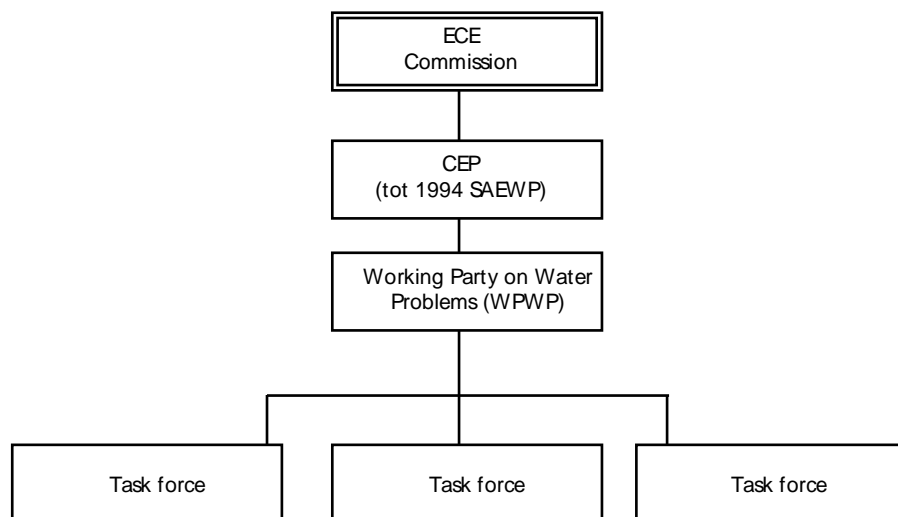 ECE
Commission
CEP
(tot 1994 SAEWP)
Working Party on Water
Problems (WPWP)
Task force
Task force
Task force